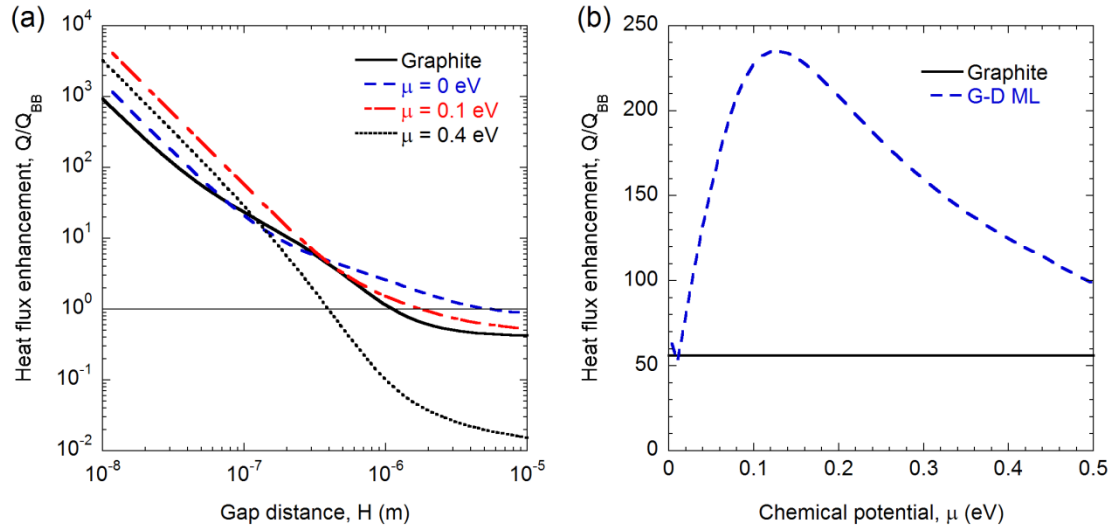 (a)
Heat flux enhancement, Q/Q_BB
10^4
10^3
10^2
10^1
10^0
10^-1
10^-2
Graphite
μ = 0 eV
μ = 0.1 eV
μ = 0.4 eV
10^-8
10^-7
10^-6
10^-5
Gap distance, H (m)
(b)
Heat flux enhancement, Q/Q_BB
250
200
150
100
50
0
Graphite
G-D ML
0
0.1
0.2
0.3
0.4
0.5
Chemical potential, μ (eV)